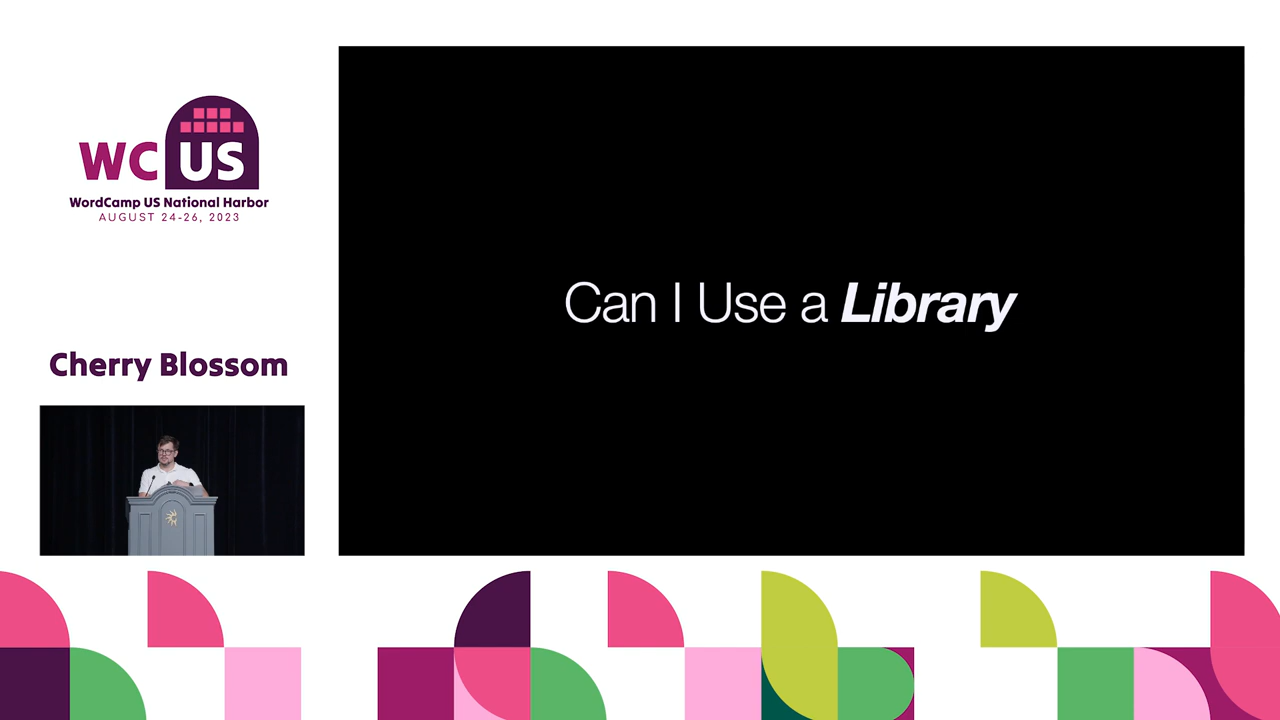 WC US
WordCamp US National Harbor
AUGUST 24-26, 2023
Cherry Blossom
Can I Use a Library